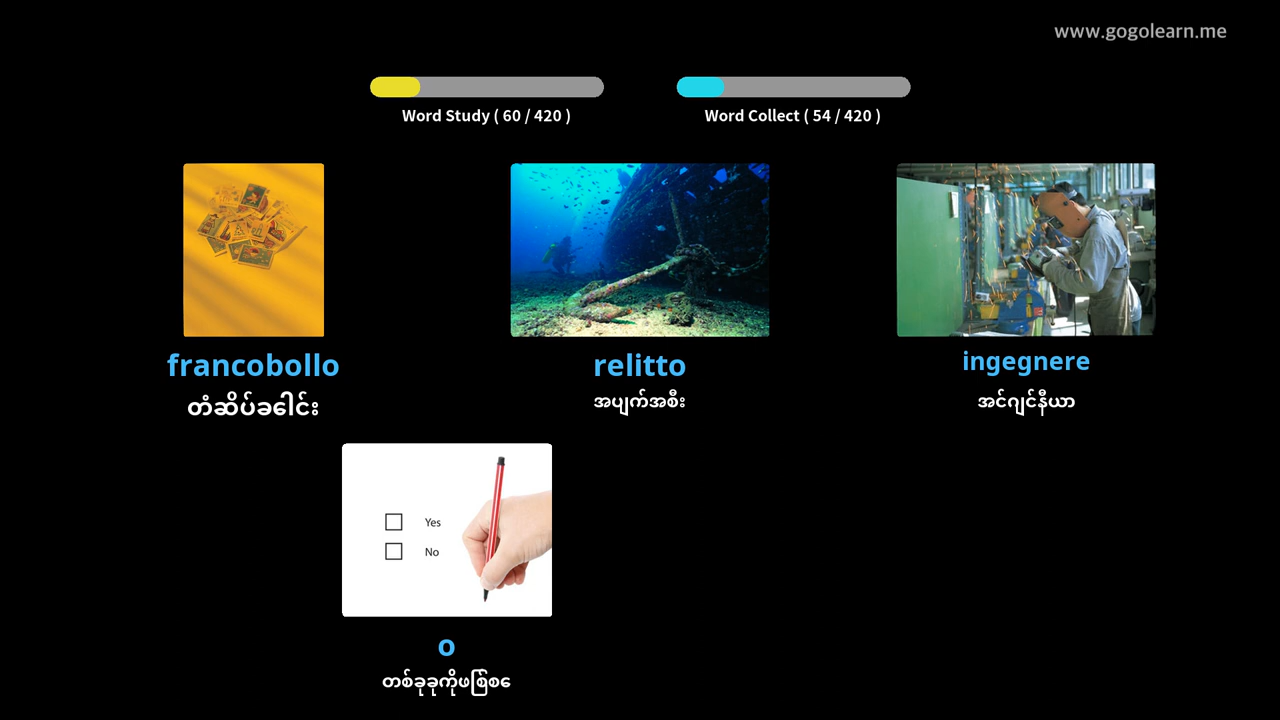 www.gogolearn.me
Word Study ( 60 / 420 )
Word Collect ( 54 / 420 )
francobollo
relitto
ingegnere
တံဆိပ်ခေါင်း
အပျက်အစီး
အင်ဂျင်နီယာ
Yes
No
o
တစ်ခုခုကိုဖြစ်စေ